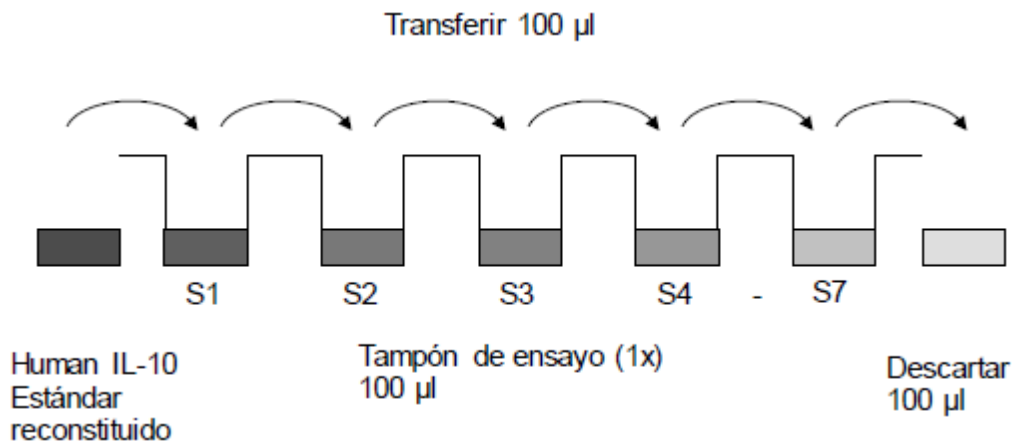 Transferir 100 µl
S1 S2 S3 S4 - S7
Human IL-10
Estándar
reconstituido
Tampón de ensayo (1x)
100 µl
Descartar
100 µl